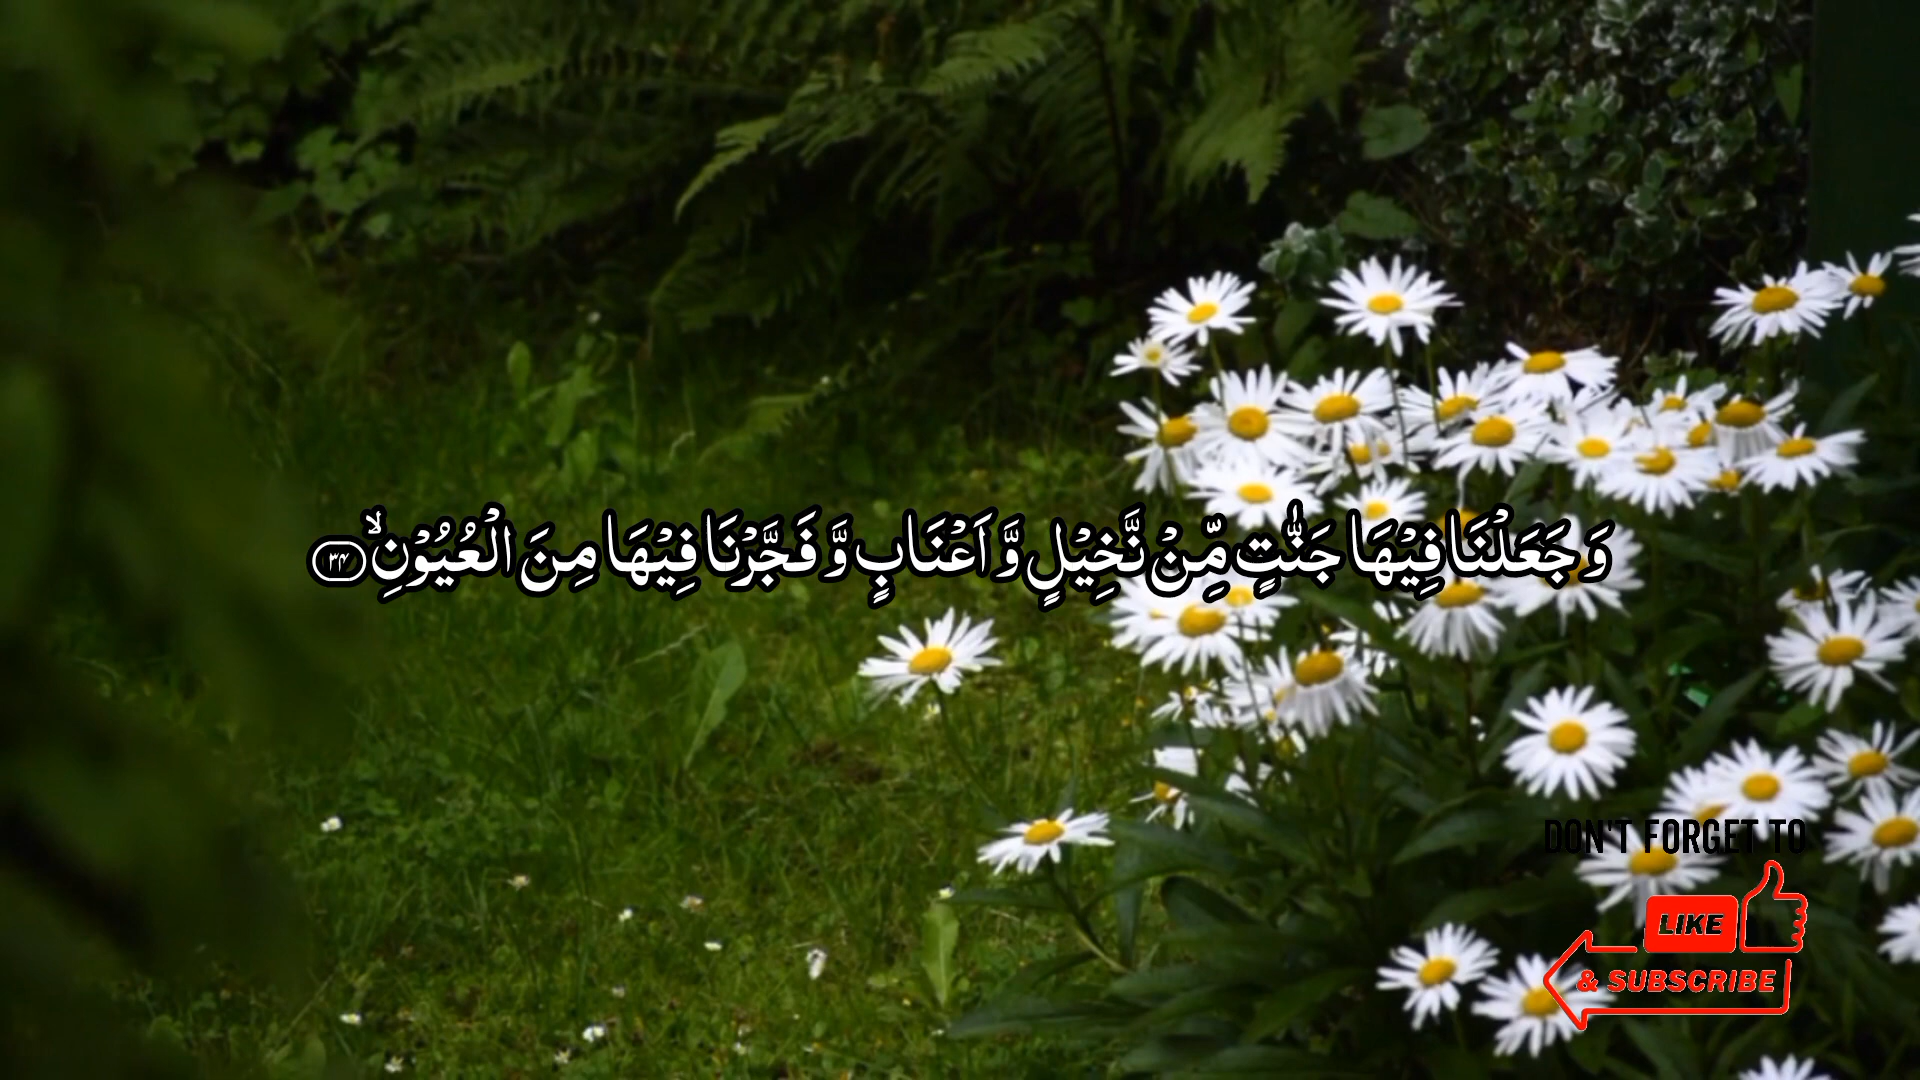 وَجَعَلْنَا فِيْهَا جَنّٰتٍ مِّنْ نَّخِيْلٍ وَّاَعْنَابٍ وَّفَجَّرْنَا فِيْهَا مِنَ الْعُيُوْنِۙ ۝۳۴
DON'T FORGET TO
LIKE
& SUBSCRIBE